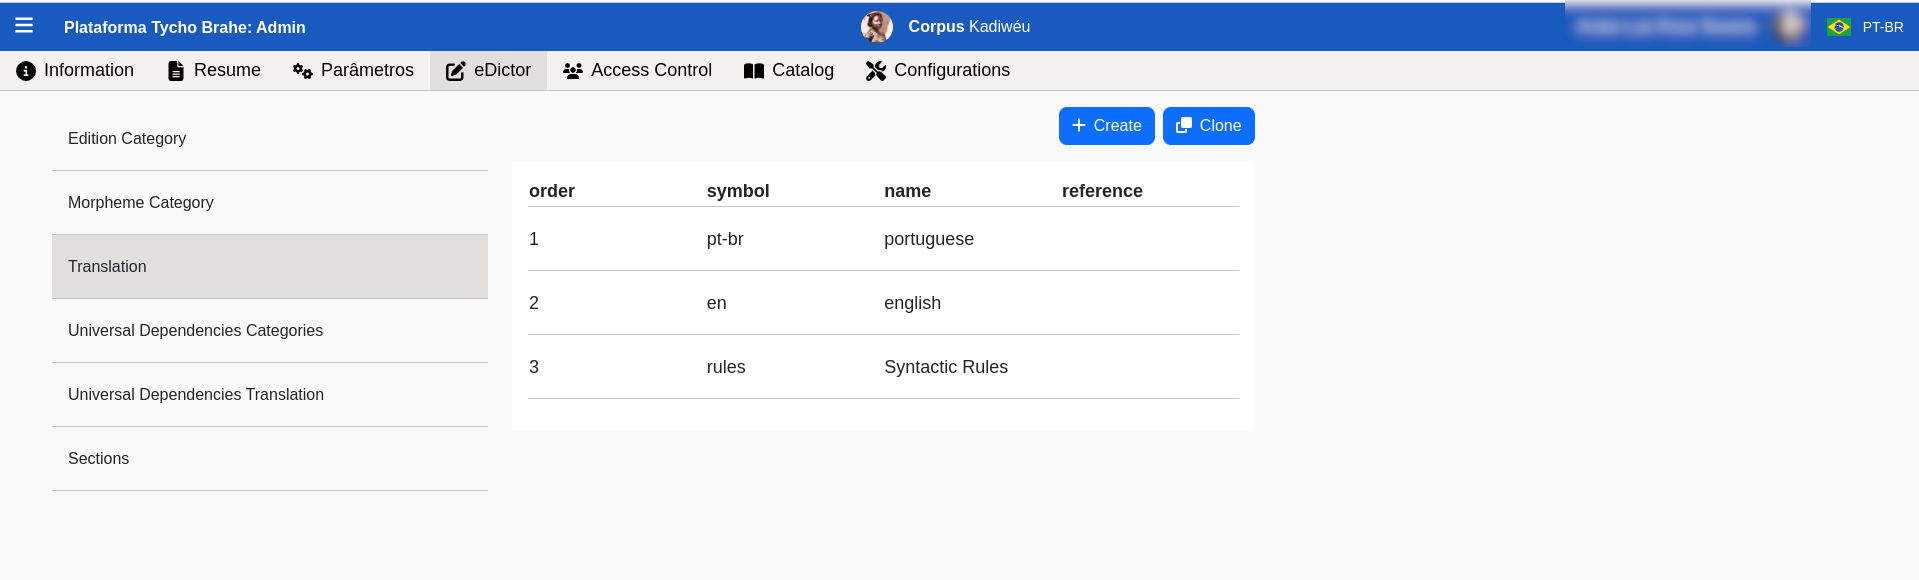 Plataforma Tycho Brahe: Admin
Corpus Kadiwéu
PT-BR
Information Resume Parâmetros eDictor Access Control Catalog Configurations
Create Clone
Edition Category
Morpheme Category
Translation
Universal Dependencies Categories
Universal Dependencies Translation
Sections
order symbol name reference
1 pt-br portuguese
2 en english
3 rules Syntactic Rules